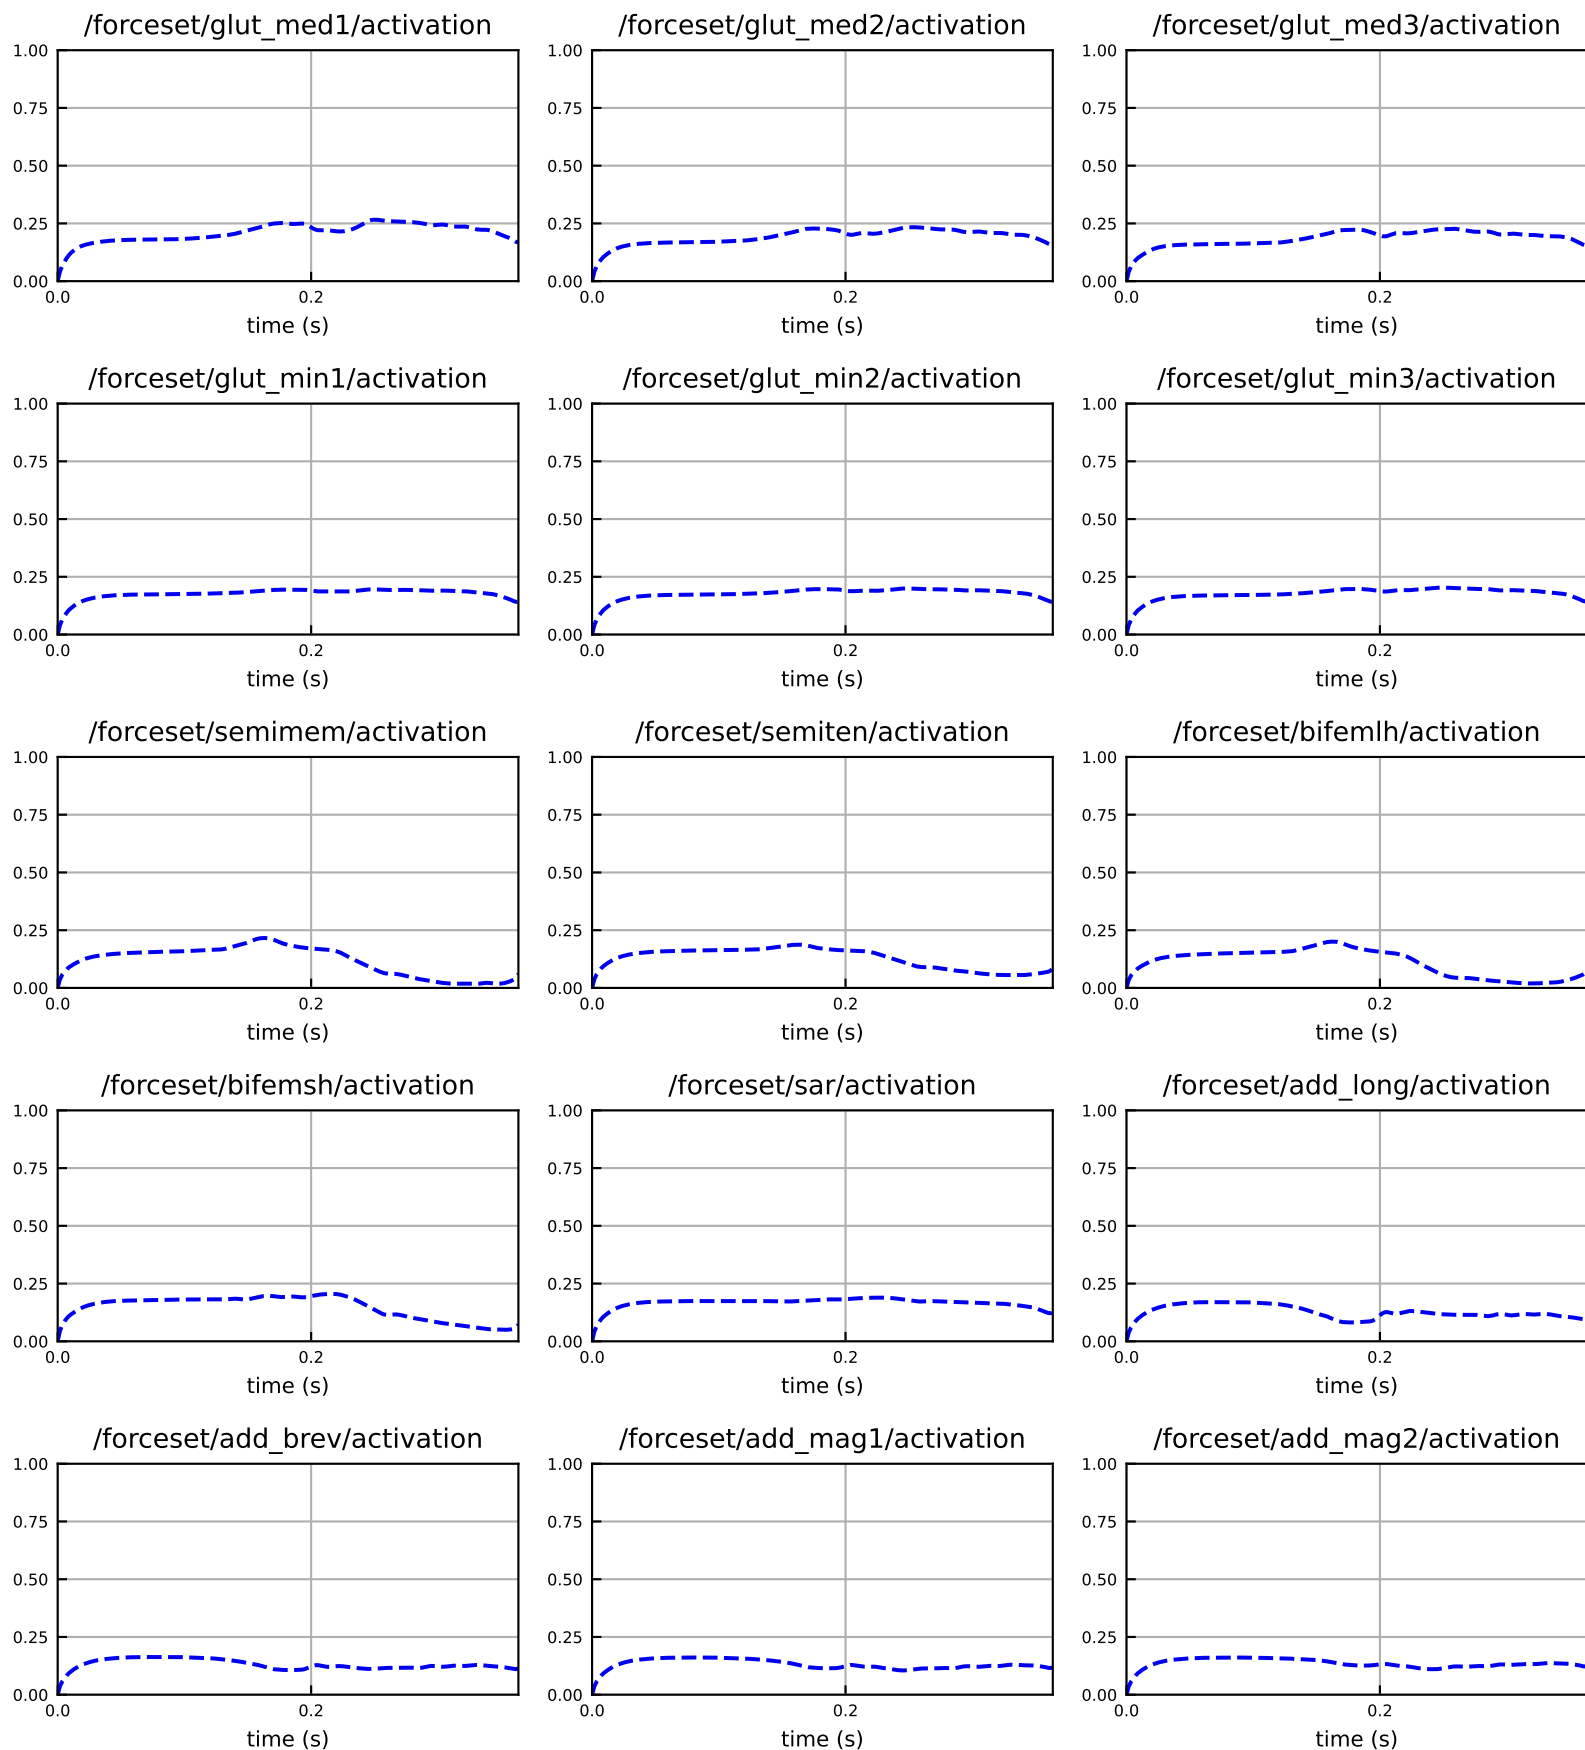 /forceset/glut_med1/activation /forceset/glut_med2/activation /forceset/glut_med3/activation
1.00 1.00 1.00
0.75 0.75 0.75
0.50 0.50 0.50
0.25 0.25 0.25
0.00 0.00 0.00
0.0 0.2 0.0 0.2 0.0 0.2
time (s) time (s) time (s)
/forceset/glut_min1/activation /forceset/glut_min2/activation /forceset/glut_min3/activation
1.00 1.00 1.00
0.75 0.75 0.75
0.50 0.50 0.50
0.25 0.25 0.25
0.00 0.00 0.00
0.0 0.2 0.0 0.2 0.0 0.2
time (s) time (s) time (s)
/forceset/semimem/activation /forceset/semiten/activation /forceset/bifemlh/activation
1.00 1.00 1.00
0.75 0.75 0.75
0.50 0.50 0.50
0.25 0.25 0.25
0.00 0.00 0.00
0.0 0.2 0.0 0.2 0.0 0.2
time (s) time (s) time (s)
/forceset/bifemsh/activation /forceset/sar/activation /forceset/add_long/activation
1.00 1.00 1.00
0.75 0.75 0.75
0.50 0.50 0.50
0.25 0.25 0.25
0.00 0.00 0.00
0.0 0.2 0.0 0.2 0.0 0.2
time (s) time (s) time (s)
/forceset/add_brev/activation /forceset/add_mag1/activation /forceset/add_mag2/activation
1.00 1.00 1.00
0.75 0.75 0.75
0.50 0.50 0.50
0.25 0.25 0.25
0.00 0.00 0.00
0.0 0.2 0.0 0.2 0.0 0.2
time (s) time (s) time (s)